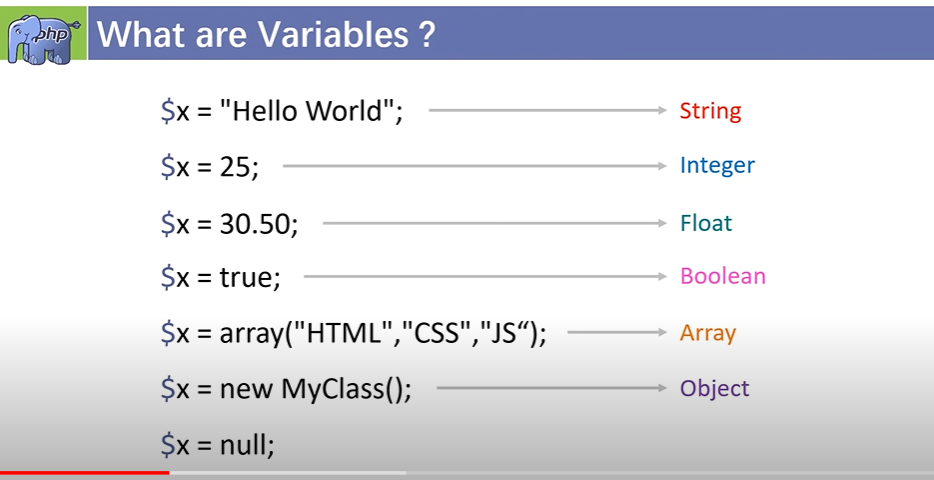 php
What are Variables ?
$x = "Hello World"; String
$x = 25; Integer
$x = 30.50; Float
$x = true; Boolean
$x = array("HTML","CSS","JS“); Array
$x = new MyClass(); Object
$x = null;